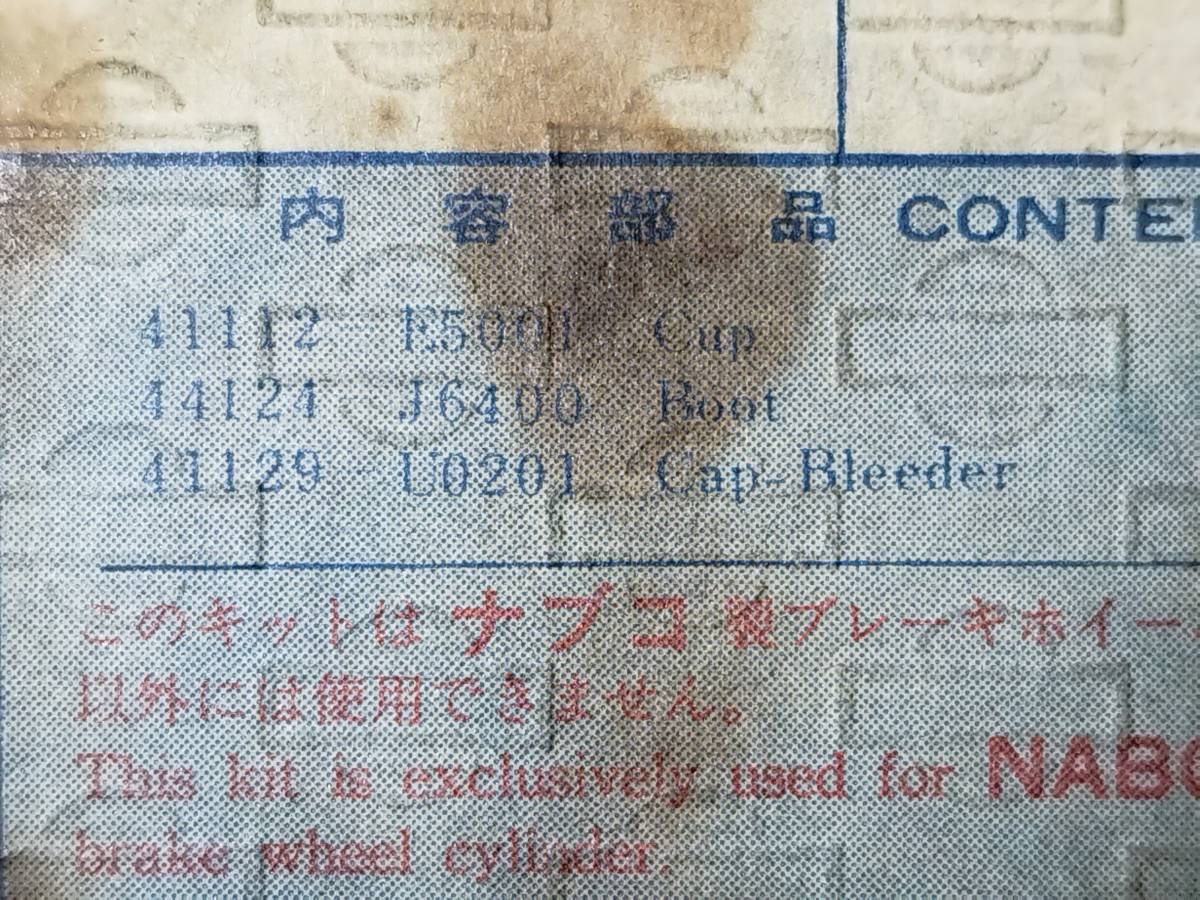 内容部品 CONTE
41112 - E5001 Cup
44124 J6400 Boot
41129 - U0201 Cap-Bleeder
このキットはナブコ製ブレーキホイー
以外には使用できません。
This kit is exclusively used for NABC
brake wheel cylinder.